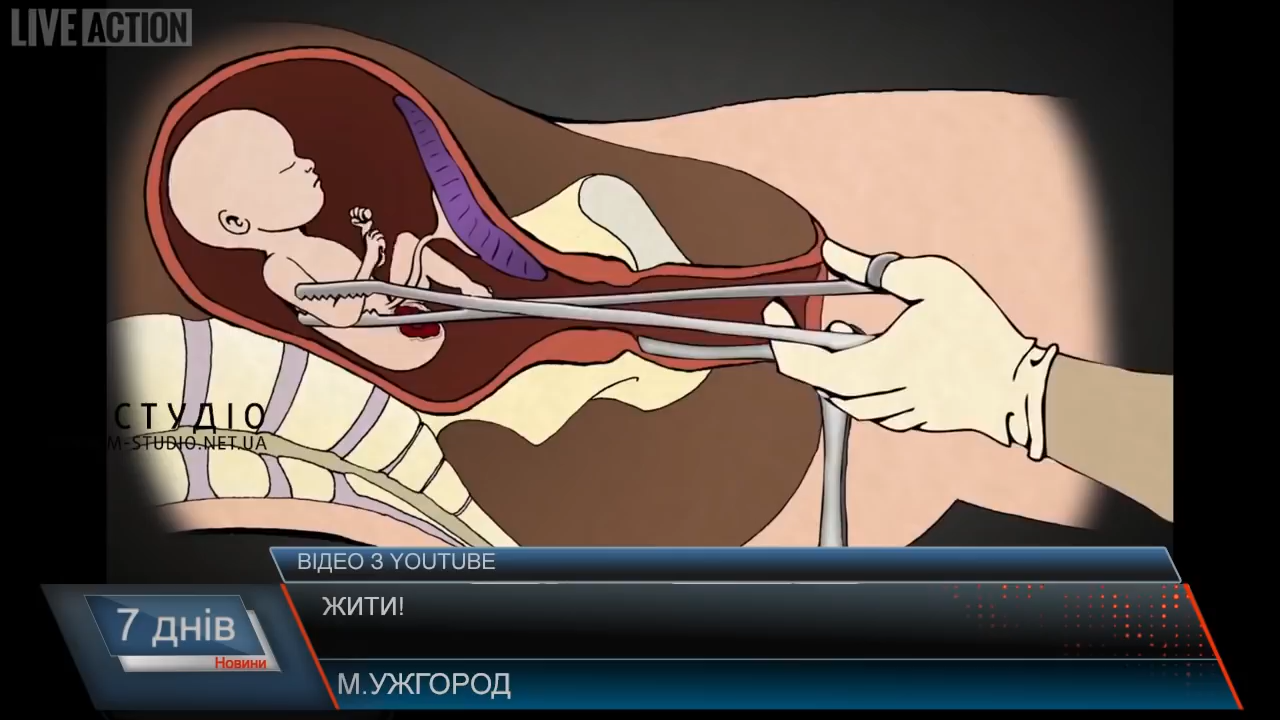 LIVE ACTION
СТУДІО
M-STUDIO.NET.UA
ВІДЕО З YOUTUBE
ЖИТИ!
7 днів
Новини
М.УЖГОРОД